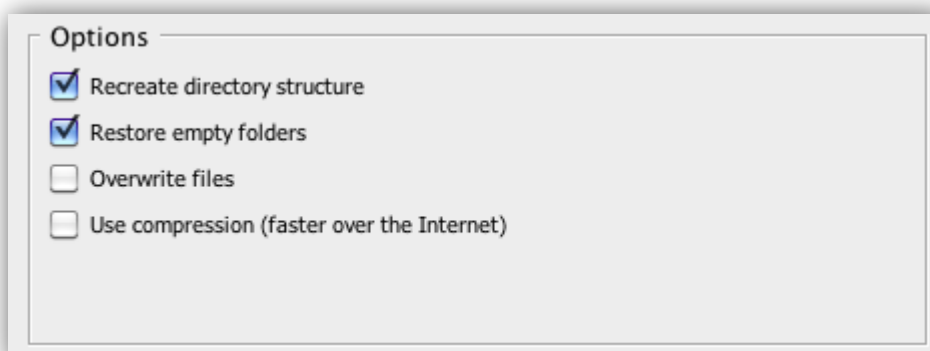 Options
Recreate directory structure
Restore empty folders
Overwrite files
Use compression (faster over the Internet)